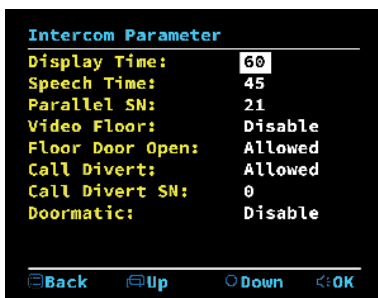 Intercom Parameter
Display Time: 60
Speech Time: 45
Parallel SN: 21
Video Floor: Disable
Floor Door Open: Allowed
Call Divert: Allowed
Call Divert SN: 0
Doormatic: Disable
Back Up Down OK